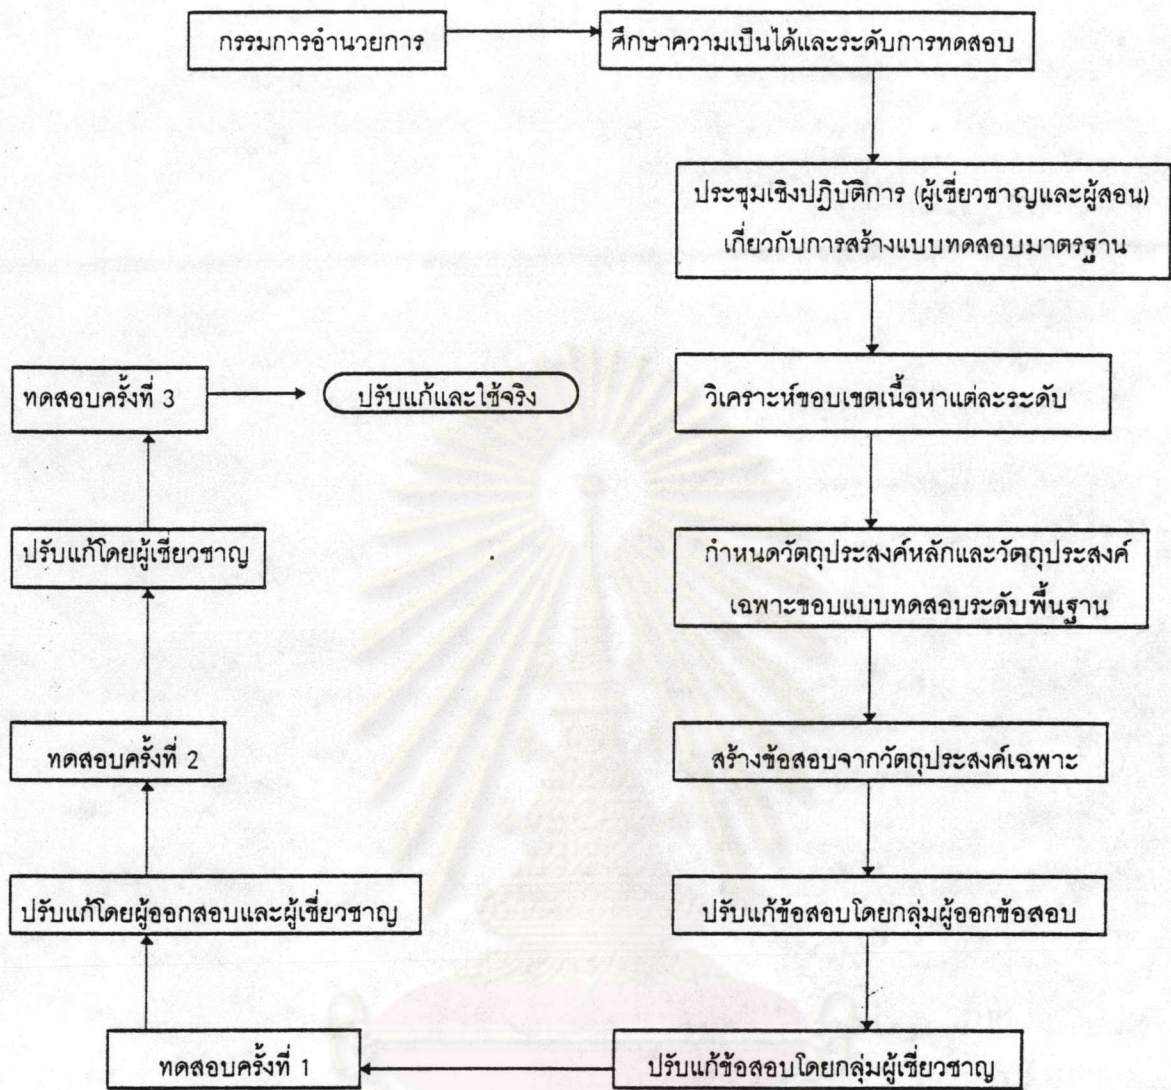 กรรมการอำนวยการ
ศึกษาความเป็นได้และระดับการทดสอบ
ประชุมเชิงปฏิบัติการ (ผู้เชี่ยวชาญและผู้สอน)
เกี่ยวกับการสร้างแบบทดสอบมาตรฐาน
วิเคราะห์ขอบเขตเนื้อหาแต่ละระดับ
กำหนดวัตถุประสงค์หลักและวัตถุประสงค์
เฉพาะขอบแบบทดสอบระดับพื้นฐาน
สร้างข้อสอบจากวัตถุประสงค์เฉพาะ
ปรับแก้ข้อสอบโดยกลุ่มผู้ออกข้อสอบ
ปรับแก้ข้อสอบโดยกลุ่มผู้เชี่ยวชาญ
ทดสอบครั้งที่ 1
ปรับแก้โดยผู้ออกสอบและผู้เชี่ยวชาญ
ทดสอบครั้งที่ 2
ปรับแก้โดยผู้เชี่ยวชาญ
ทดสอบครั้งที่ 3
ปรับแก้และใช้จริง